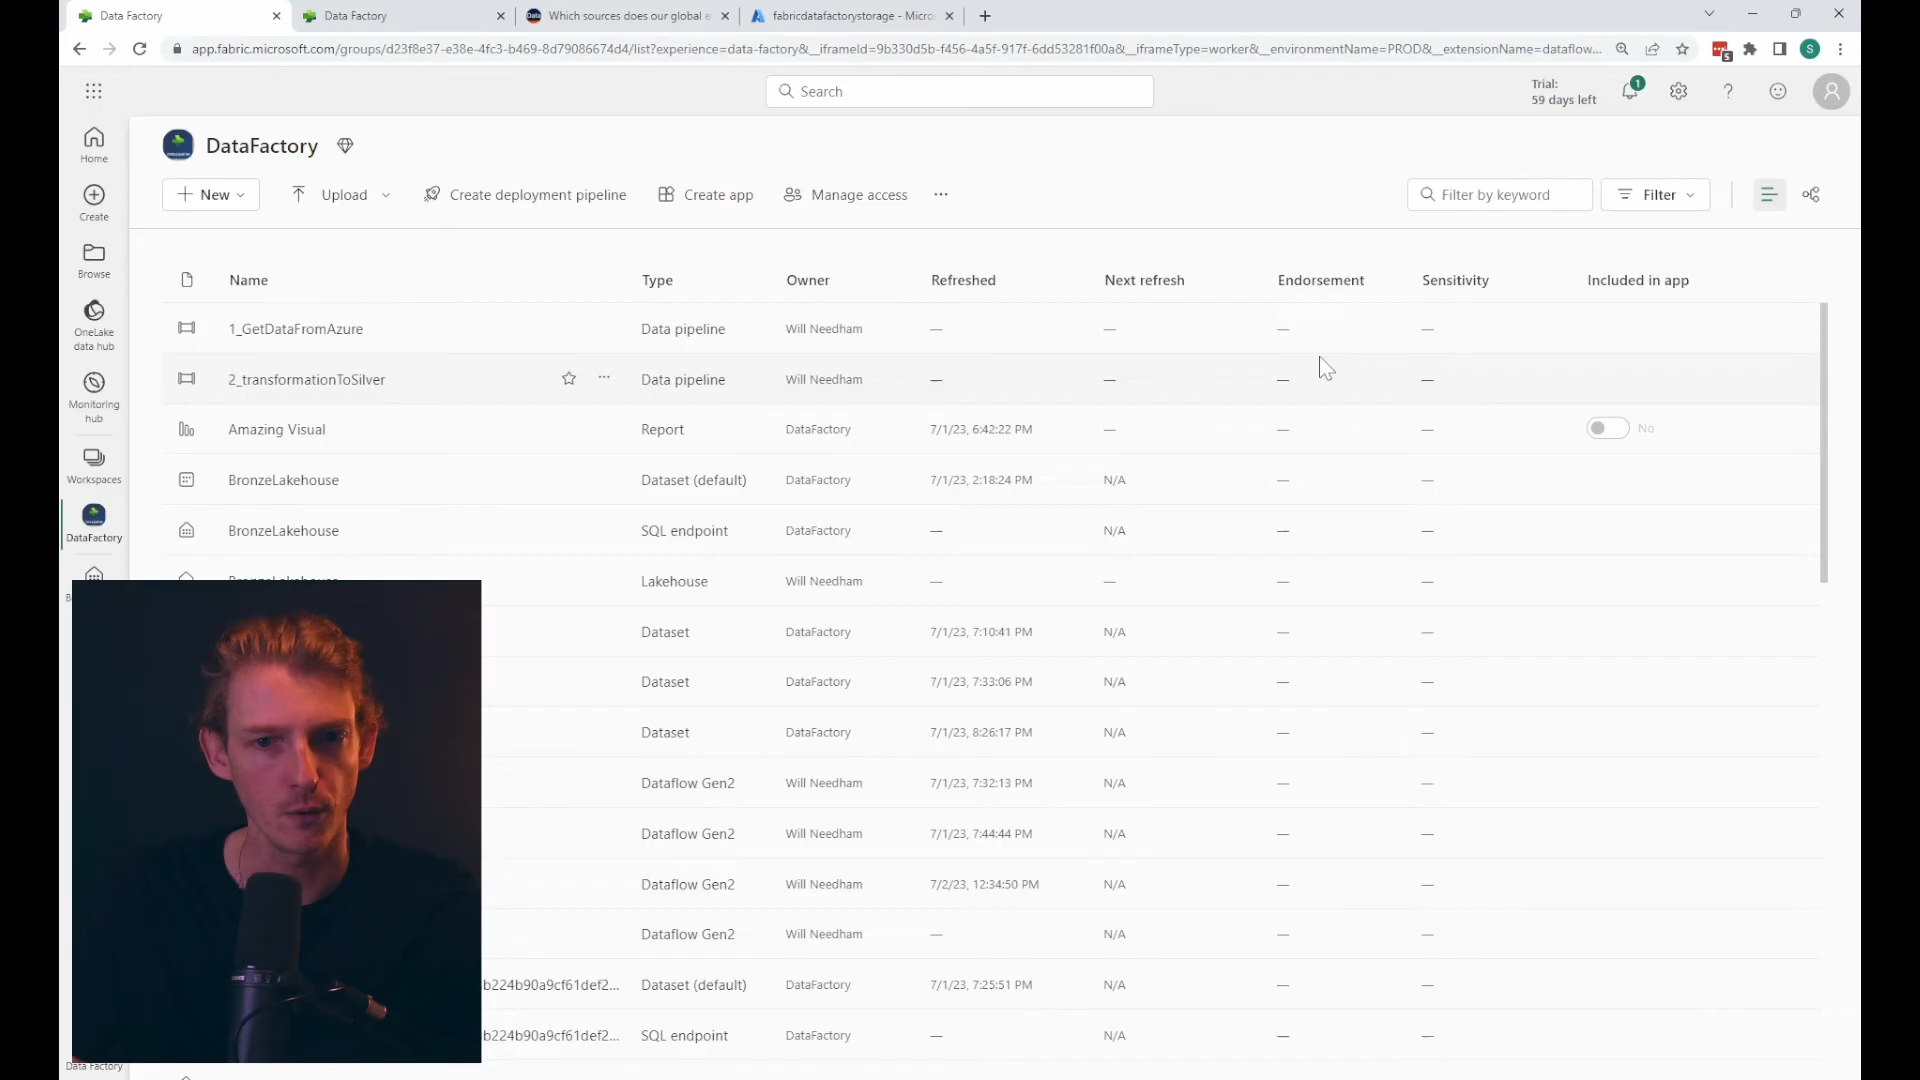 Data Factory
Data Factory
Which sources does our global e
fabricdatafactorystorage - Micro
app.fabric.microsoft.com/groups/d23f8e37-e38e-4fc3-b469-8d79086674d4/list?experience=data-factory&__iframeId=9b330d5b-f456-4a5f-917f-6dd53281f00a&__iframeType=worker&__environmentName=PROD&__extensionName=dataflow...
S
Search
Trial:
59 days left
1
Home
Create
Browse
OneLake
data hub
Monitoring
hub
Workspaces
DataFactory
Data Factory
DataFactory
New
Upload
Create deployment pipeline
Create app
Manage access
Filter by keyword
Filter
Name Type Owner Refreshed Next refresh Endorsement Sensitivity Included in app
1_GetDataFromAzure Data pipeline Will Needham — — — —
2_transformationToSilver Data pipeline Will Needham — — — —
Amazing Visual Report DataFactory 7/1/23, 6:42:22 PM — — — No
BronzeLakehouse Dataset (default) DataFactory 7/1/23, 2:18:24 PM N/A — —
BronzeLakehouse SQL endpoint DataFactory — N/A — —
BronzeLakehouse Lakehouse Will Needham — — — —
Dataset DataFactory 7/1/23, 7:10:41 PM N/A — —
Dataset DataFactory 7/1/23, 7:33:06 PM N/A — —
Dataset DataFactory 7/1/23, 8:26:17 PM N/A — —
Dataflow Gen2 Will Needham 7/1/23, 7:32:13 PM N/A — —
Dataflow Gen2 Will Needham 7/1/23, 7:44:44 PM N/A — —
Dataflow Gen2 Will Needham 7/2/23, 12:34:50 PM N/A — —
Dataflow Gen2 Will Needham — N/A — —
b224b90a9cf61def2... Dataset (default) DataFactory 7/1/23, 7:25:51 PM N/A — —
b224b90a9cf61def2... SQL endpoint DataFactory — N/A — —